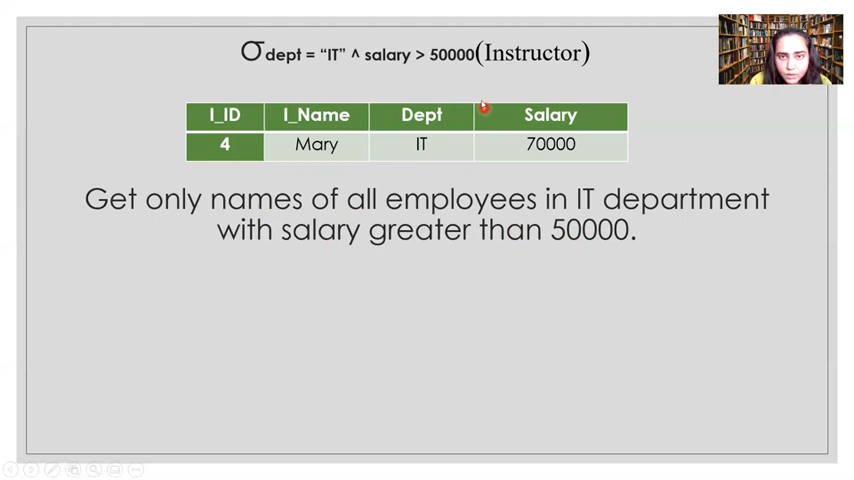 σ dept = "IT" ^ salary > 50000(Instructor)
I_ID I_Name Dept Salary
4 Mary IT 70000
Get only names of all employees in IT department
with salary greater than 50000.